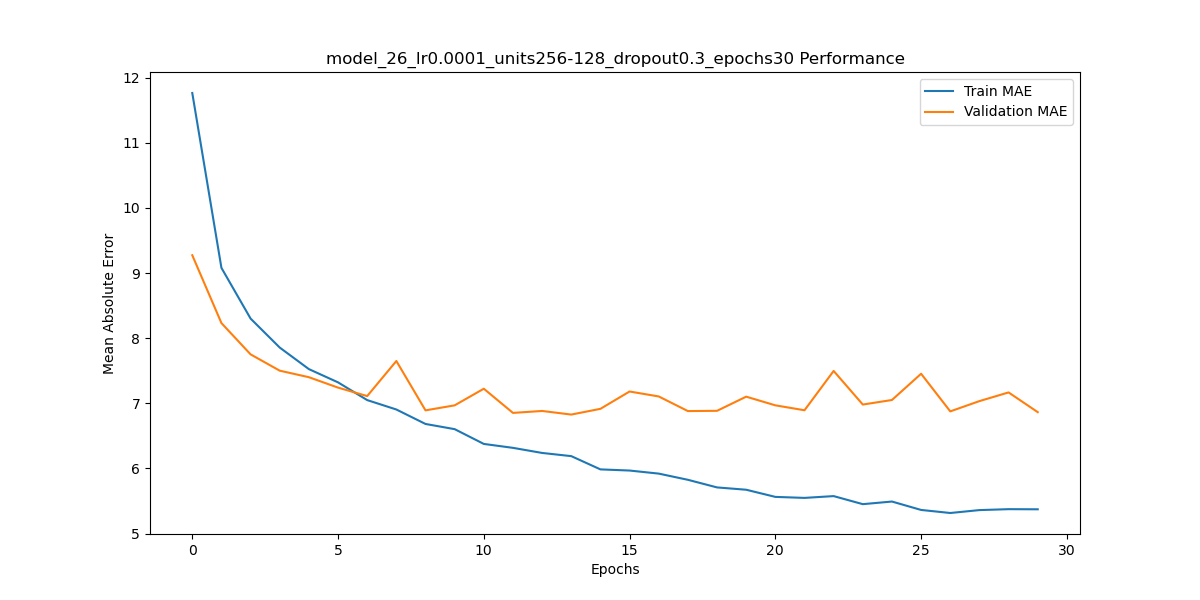 model_26_lr0.0001_units256-128_dropout0.3_epochs30 Performance
Train MAE
Validation MAE
Mean Absolute Error
12
11
10
9
8
7
6
5
0 5 10 15 20 25 30
Epochs